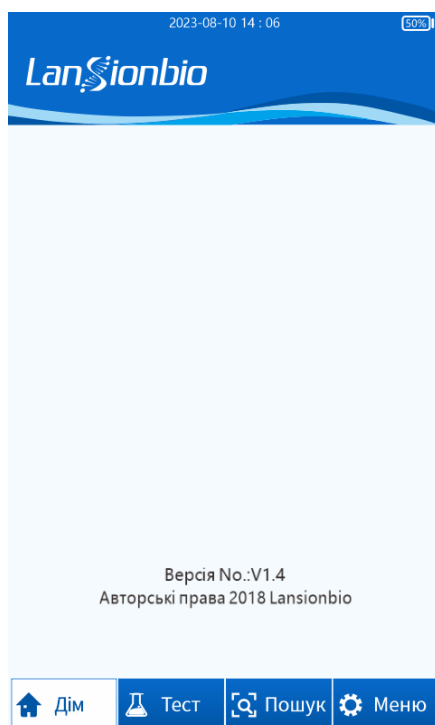 2023-08-10 14 : 06
50%
Lansionbio
Версія No.:V1.4
Авторські права 2018 Lansionbio
Дім
Тест
Пошук
Меню